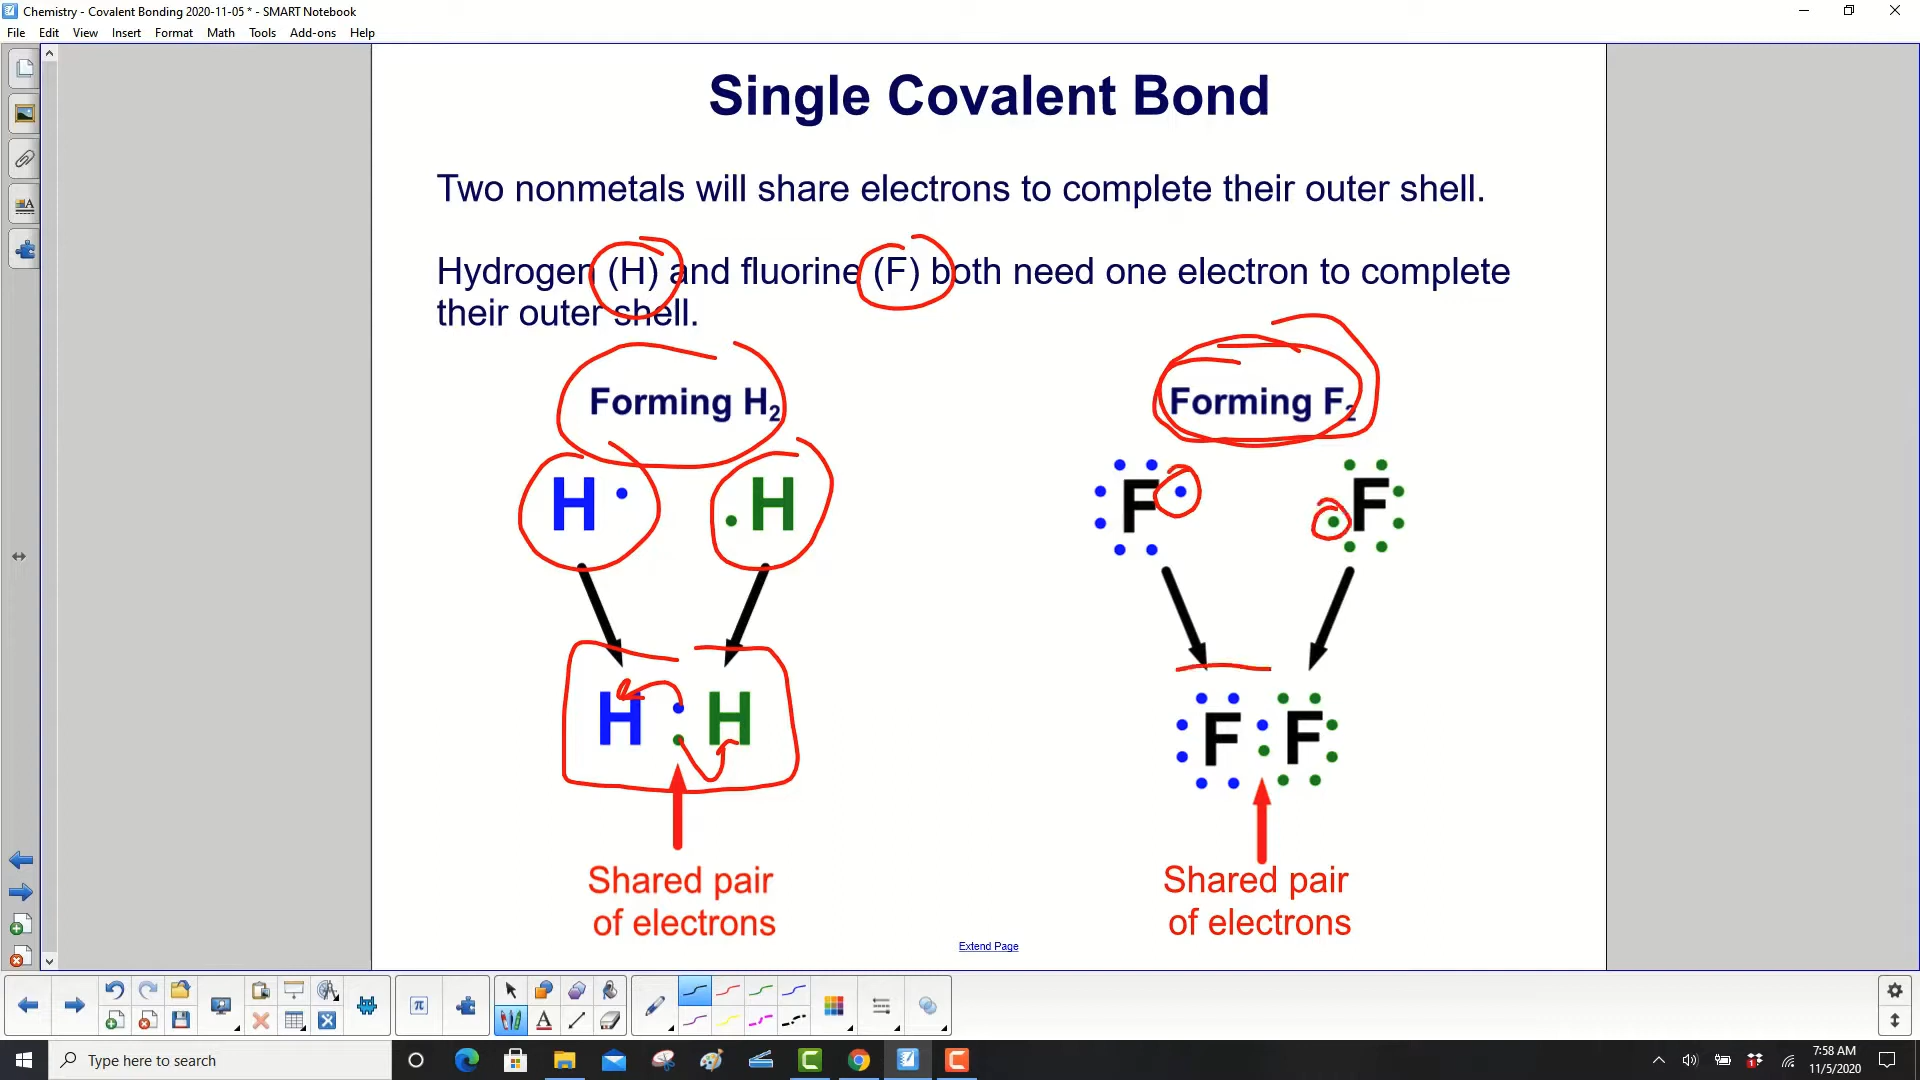 Chemistry - Covalent Bonding 2020-11-05 * - SMART Notebook
File Edit View Insert Format Math Tools Add-ons Help
Single Covalent Bond
Two nonmetals will share electrons to complete their outer shell.
Hydrogen (H) and fluorine (F) both need one electron to complete
their outer shell.
Forming H₂
Forming F₂
H H
F F
H H
F F
Shared pair
of electrons
Shared pair
of electrons
Extend Page
π
A
Type here to search
7:58 AM
11/5/2020